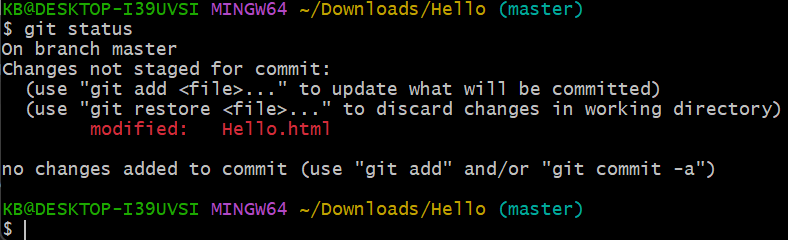 KB@DESKTOP-I39UVSI MINGW64 ~/Downloads/Hello (master)
$ git status
On branch master
Changes not staged for commit:
  (use "git add <file>..." to update what will be committed)
  (use "git restore <file>..." to discard changes in working directory)
        modified:   Hello.html

no changes added to commit (use "git add" and/or "git commit -a")

KB@DESKTOP-I39UVSI MINGW64 ~/Downloads/Hello (master)
$